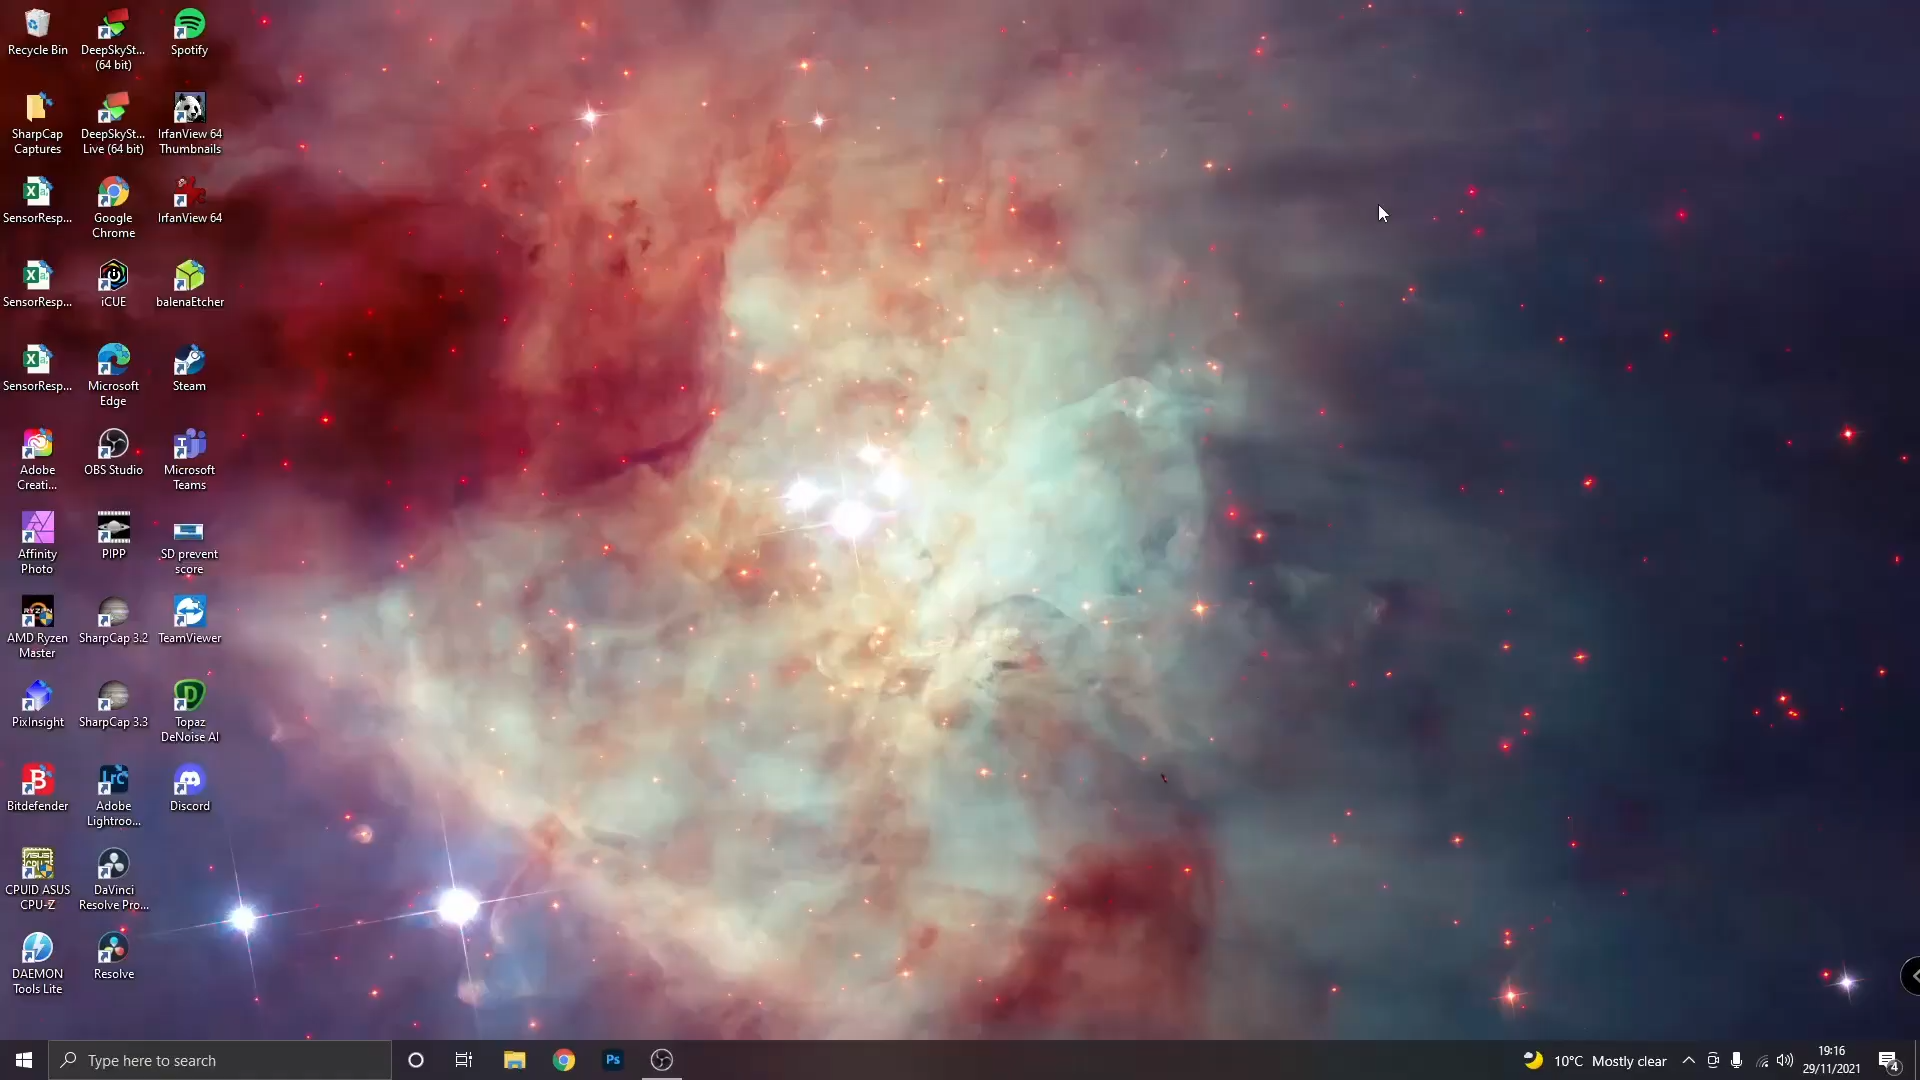 Recycle Bin
DeepSkySt...
(64 bit)
Spotify
SharpCap
Captures
DeepSkySt...
Live (64 bit)
IrfanView 64
Thumbnails
SensorResp...
Google
Chrome
IrfanView 64
SensorResp...
iCUE
balenaEtcher
SensorResp...
Microsoft
Edge
Steam
Adobe
Creati...
OBS Studio
Microsoft
Teams
Affinity
Photo
PIPP
SD prevent
score
RYZEN
AMD Ryzen
Master
SharpCap 3.2
TeamViewer
PixInsight
SharpCap 3.3
Topaz
DeNoise AI
Bitdefender
Lrc
Adobe
Lightroo...
Discord
CPUID ASUS
CPU-Z
DaVinci
Resolve Pro...
DAEMON
Tools Lite
Resolve
Type here to search
Ps
10°C Mostly clear
19:16
29/11/2021
4